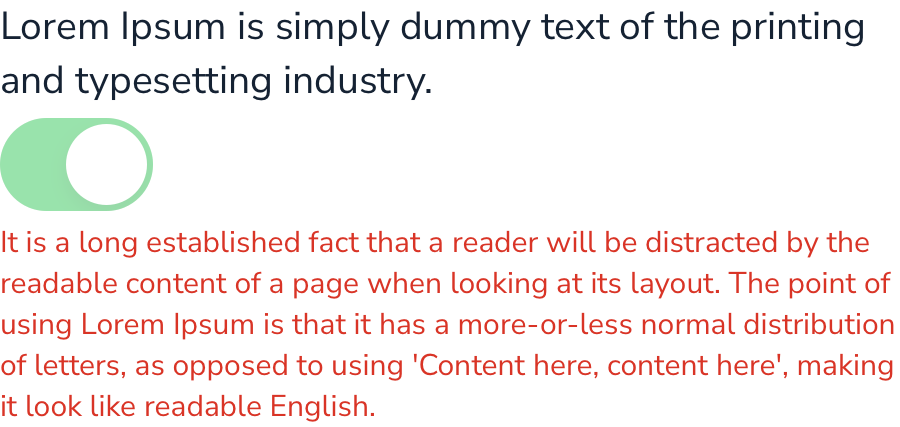 Lorem Ipsum is simply dummy text of the printing
and typesetting industry.
It is a long established fact that a reader will be distracted by the
readable content of a page when looking at its layout. The point of
using Lorem Ipsum is that it has a more-or-less normal distribution
of letters, as opposed to using 'Content here, content here', making
it look like readable English.